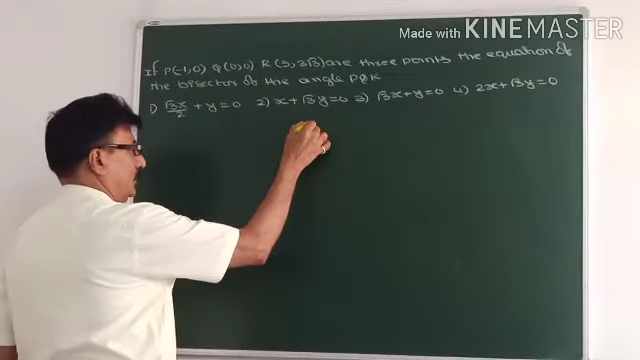 Made with KINEMASTER
If P(-1,0) Q(0,0) R(3,3√3) are three points the equation of
the bisector of the angle PQR
1) √3x/2 + y = 0 2) x + √3y = 0 3) √3x + y = 0 4) 2x + √3y = 0